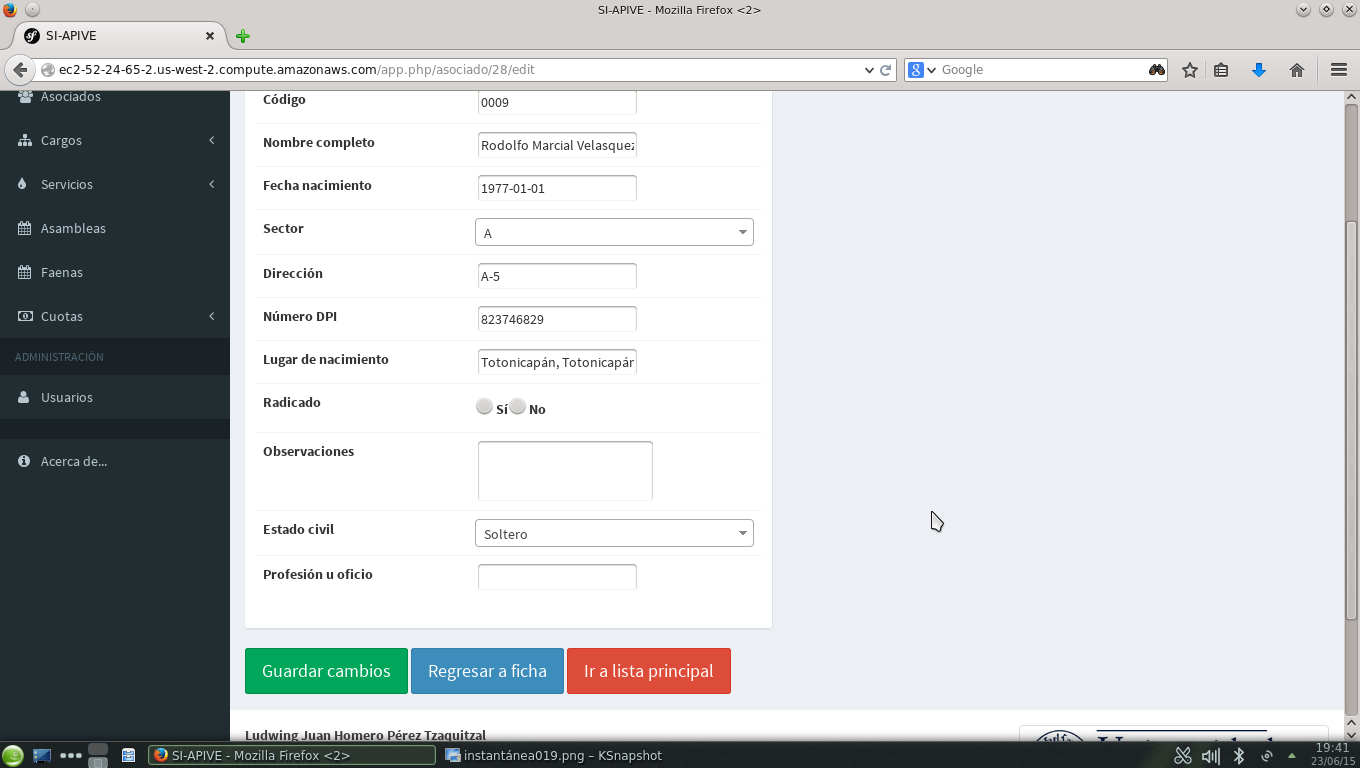 SI-APIVE - Mozilla Firefox <2>
SI-APIVE
ec2-52-24-65-2.us-west-2.compute.amazonaws.com/app.php/asociado/28/edit
Google
Asociados
Cargos
Servicios
Asambleas
Faenas
Cuotas
ADMINISTRACIÓN
Usuarios
Acerca de...
Código 0009
Nombre completo Rodolfo Marcial Velasquez
Fecha nacimiento 1977-01-01
Sector A
Dirección A-5
Número DPI 823746829
Lugar de nacimiento Totonicapán, Totonicapán
Radicado Sí No
Observaciones
Estado civil Soltero
Profesión u oficio
Guardar cambios Regresar a ficha Ir a lista principal
Ludwing Juan Homero Pérez Tzaquitzal
SI-APIVE - Mozilla Firefox <2> instantánea019.png – KSnapshot 19:41
23/06/15